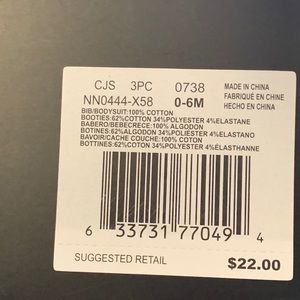 CJS 3PC 0738 MADE IN CHINA
FABRIQUÉ EN CHINE
NN0444-X58 0-6M HECHO EN CHINA
BIB/BODYSUIT:100% COTTON
BOOTIES:62%COTTON 34%POLYESTER 4%ELASTANE
BABERO/BEBECRECE:100% ALGODON
BOTINES:62%ALGODON 34%POLIESTER 4%ELASTANO
BAVOIR/CACHE COUVE:100% COTON
BOTTINES:62%COTON 34%POLYESTER 4%ÉLASTHANNE
6 33731 77049 4
SUGGESTED RETAIL $22.00